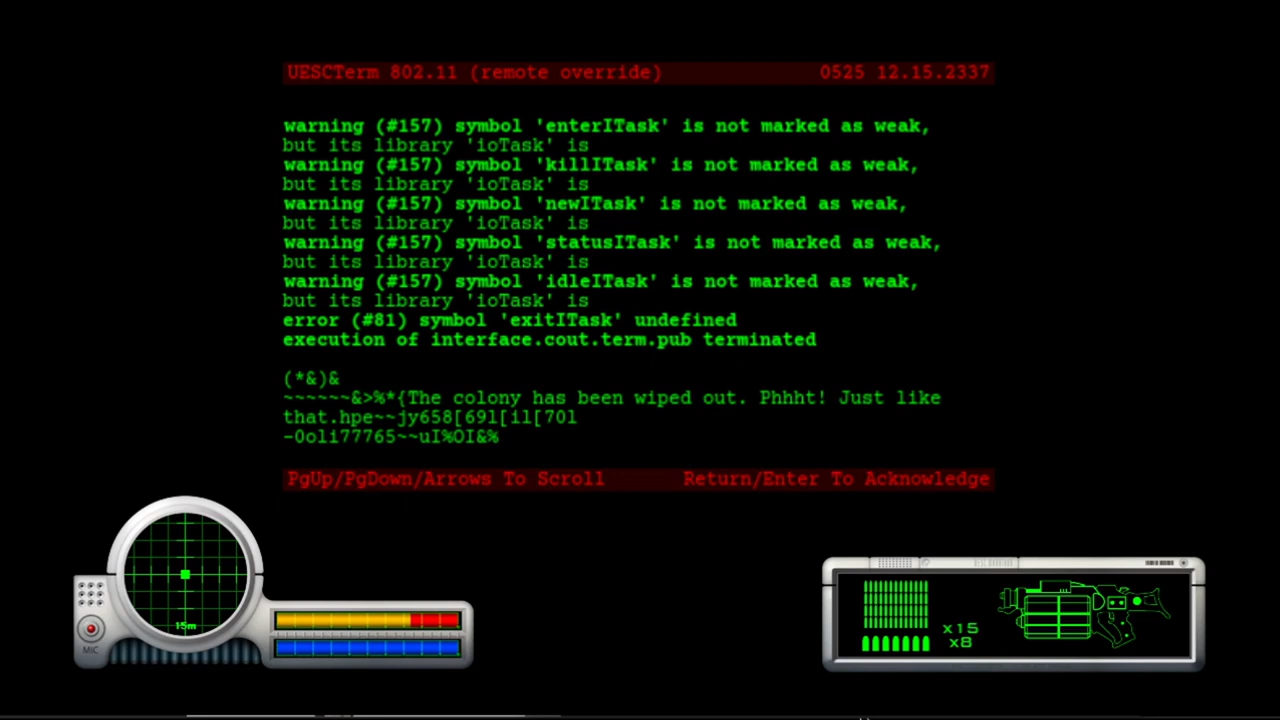 UESCTerm 802.11 (remote override) 0525 12.15.2337
warning (#157) symbol 'enterITask' is not marked as weak,
but its library 'ioTask' is
warning (#157) symbol 'killITask' is not marked as weak,
but its library 'ioTask' is
warning (#157) symbol 'newITask' is not marked as weak,
but its library 'ioTask' is
warning (#157) symbol 'statusITask' is not marked as weak,
but its library 'ioTask' is
warning (#157) symbol 'idleITask' is not marked as weak,
but its library 'ioTask' is
error (#81) symbol 'exitITask' undefined
execution of interface.cout.term.pub terminated
(*&)&
~~~~~~&>%*{The colony has been wiped out. Phhht! Just like
that.hpe~~jy658[69l[il[70l
-0oli77765~~uI%OI&%
PgUp/PgDown/Arrows To Scroll Return/Enter To Acknowledge
15m
MIC
x15
x8